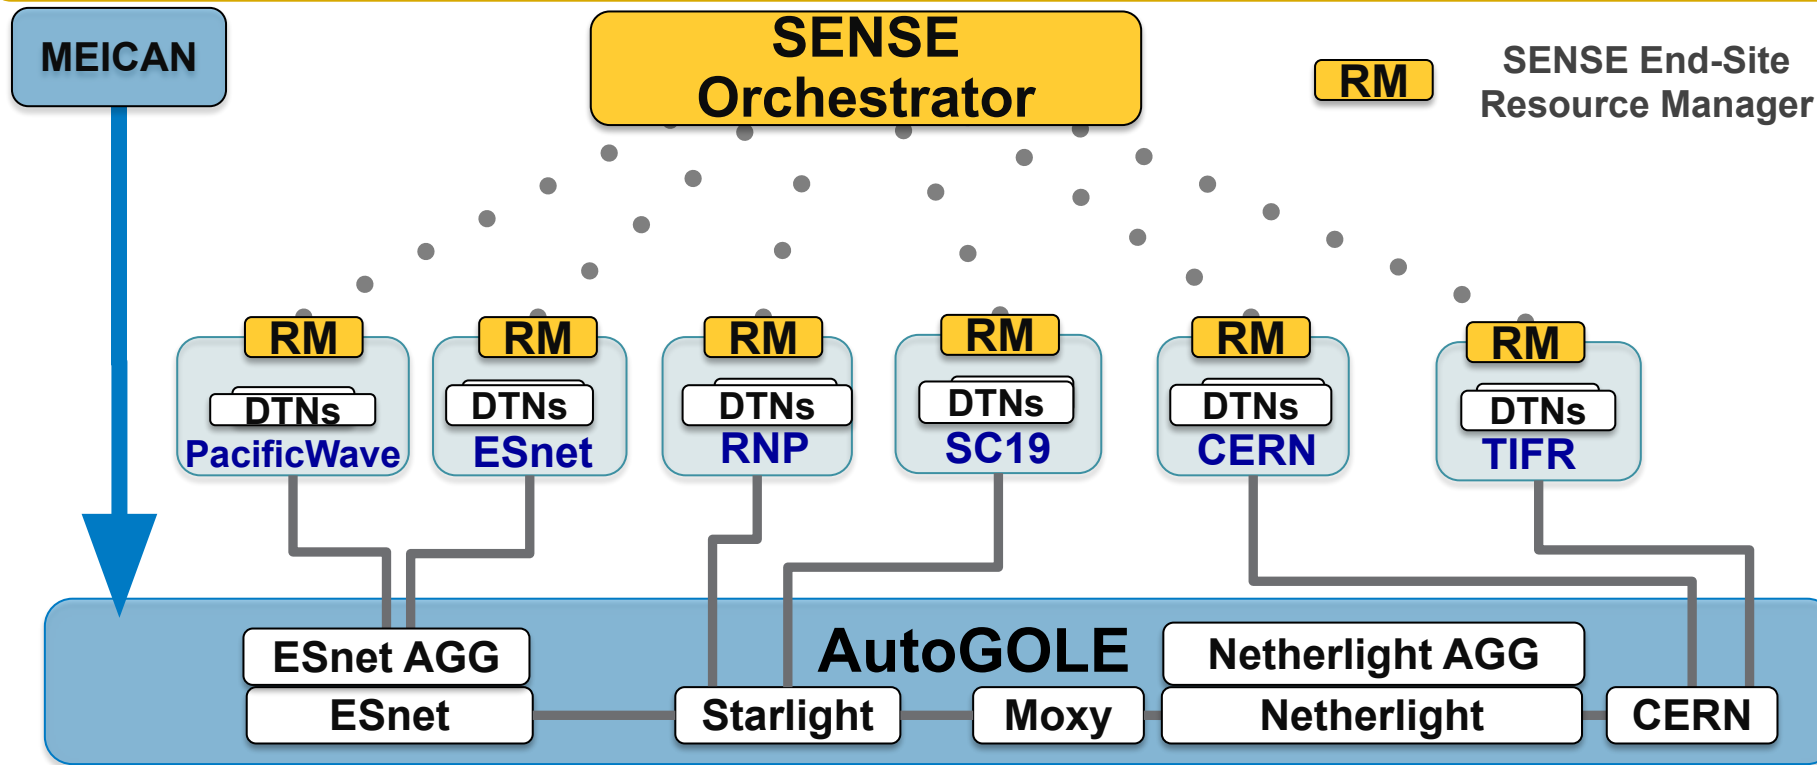 MEICAN
SENSE
Orchestrator
RM
SENSE End-Site
Resource Manager
RM
RM
RM
RM
RM
RM
DTNs
DTNs
DTNs
DTNs
DTNs
DTNs
PacificWave
ESnet
RNP
SC19
CERN
TIFR
AutoGOLE
ESnet AGG
Netherlight AGG
ESnet
Starlight
Moxy
Netherlight
CERN